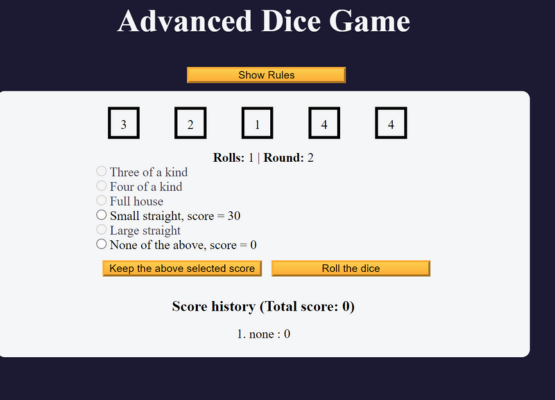 Advanced Dice Game
Show Rules
3 2 1 4 4
Rolls: 1 | Round: 2
Three of a kind
Four of a kind
Full house
Small straight, score = 30
Large straight
None of the above, score = 0
Keep the above selected score Roll the dice
Score history (Total score: 0)
1. none : 0